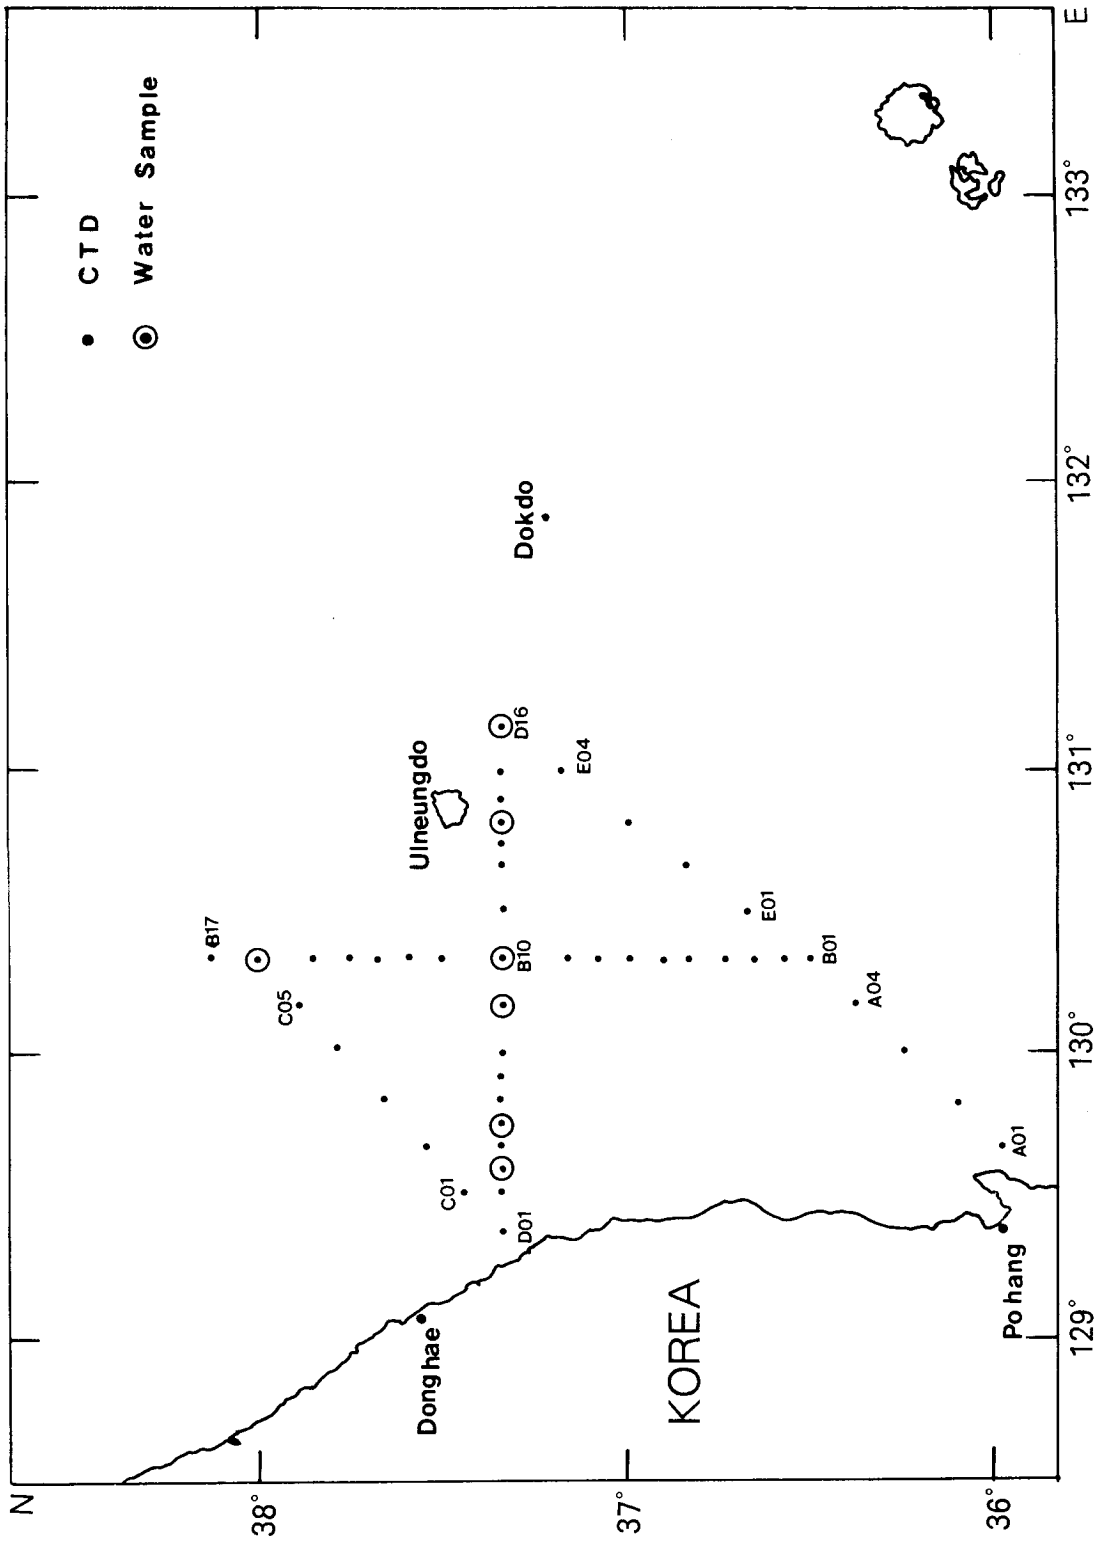 N
E
CTD
Water Sample
38°
37°
36°
129°
130°
131°
132°
133°
B17
C05
C01
Ulneungdo
Dokdo
D01
B10
D16
E04
E01
B01
A04
A01
Donghae
KOREA
Pohang